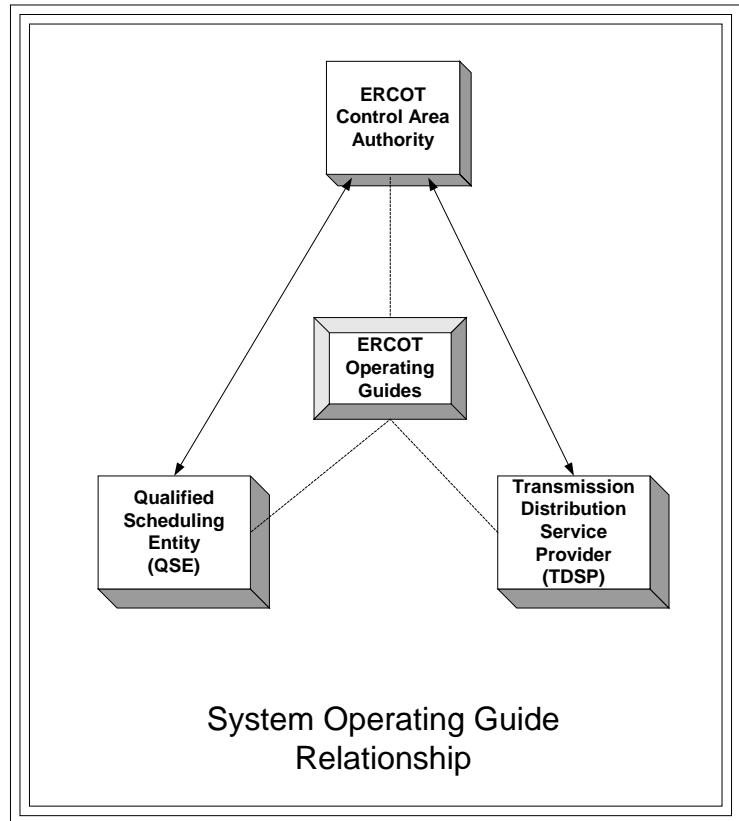 ERCOT
Control Area
Authority
ERCOT
Operating
Guides
Qualified
Scheduling
Entity
(QSE)
Transmission
Distribution
Service
Provider
(TDSP)
System Operating Guide
Relationship